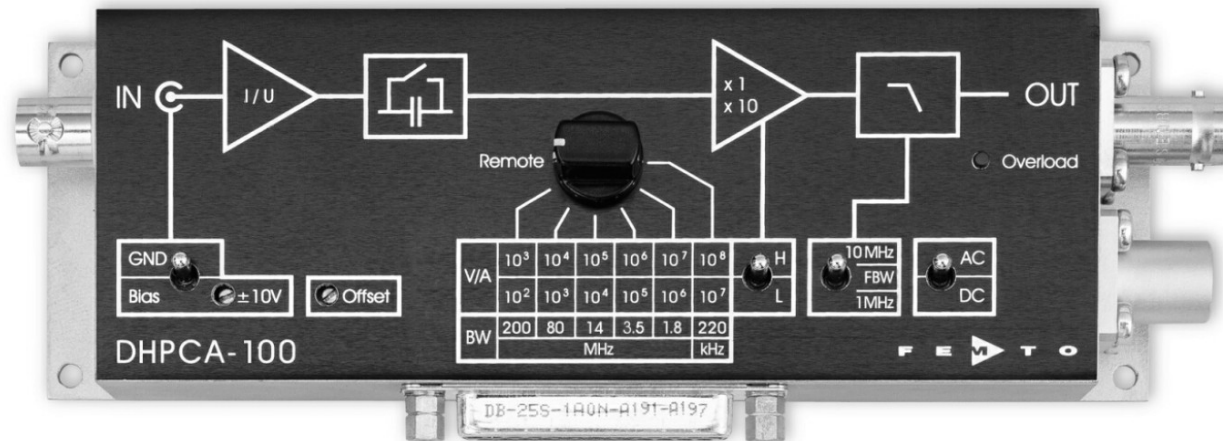 IN
I/U
x 1
x 10
OUT
Remote
Overload
GND
Bias
±10V
Offset
V/A
10³ 10⁴ 10⁵ 10⁶ 10⁷ 10⁸
10² 10³ 10⁴ 10⁵ 10⁶ 10⁷
BW
200 80 14 3.5 1.8 220
MHz kHz
H
L
10 MHz
FBW
1MHz
AC
DC
DHPCA-100
FEMTO
DB-25S-1A0N-A191-A197